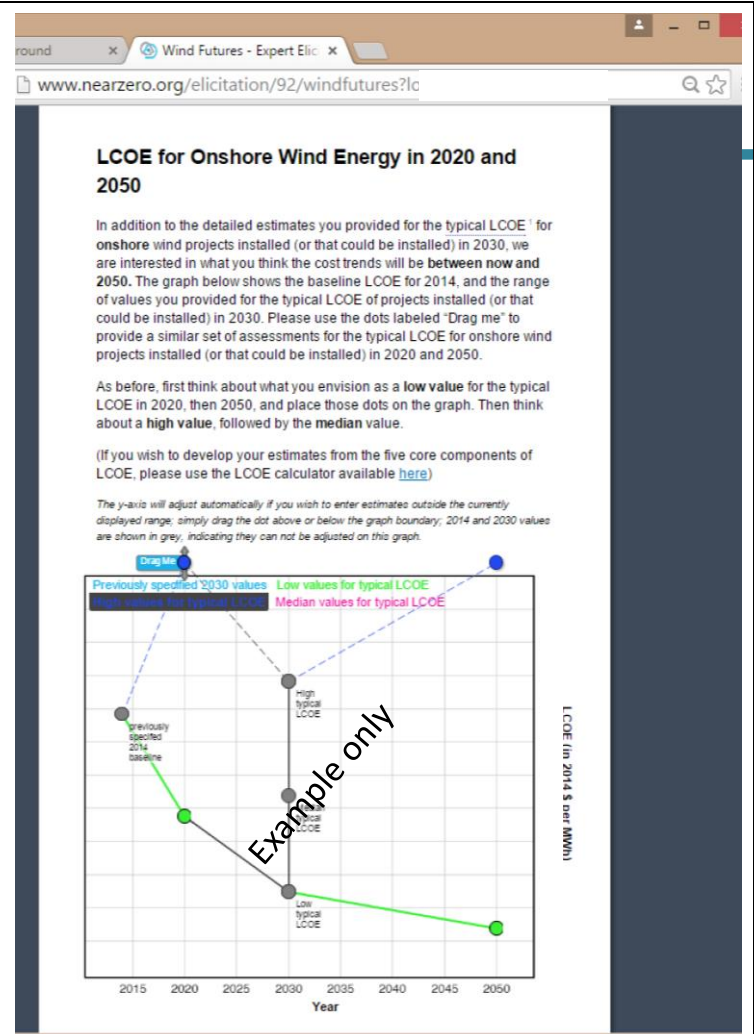 round
Wind Futures - Expert Elic
www.nearzero.org/elicitation/92/windfutures?lo
LCOE for Onshore Wind Energy in 2020 and
2050
In addition to the detailed estimates you provided for the typical LCOE ¹ for
onshore wind projects installed (or that could be installed) in 2030, we
are interested in what you think the cost trends will be between now and
2050. The graph below shows the baseline LCOE for 2014, and the range
of values you provided for the typical LCOE of projects installed (or that
could be installed) in 2030. Please use the dots labeled "Drag me" to
provide a similar set of assessments for the typical LCOE for onshore wind
projects installed (or that could be installed) in 2020 and 2050.
As before, first think about what you envision as a low value for the typical
LCOE in 2020, then 2050, and place those dots on the graph. Then think
about a high value, followed by the median value.
(If you wish to develop your estimates from the five core components of
LCOE, please use the LCOE calculator available here)
The y-axis will adjust automatically if you wish to enter estimates outside the currently
displayed range; simply drag the dot above or below the graph boundary; 2014 and 2030 values
are shown in grey, indicating they can not be adjusted on this graph.
Drag Me
Previously specified 2030 values Low values for typical LCOE
High values for typical LCOE Median values for typical LCOE
High
typical
LCOE
previously
specifed
2014
baseline
Example only
Median
typical
LCOE
Low
typical
LCOE
LCOE (in 2014 $ per MWh)
2015 2020 2025 2030 2035 2040 2045 2050
Year